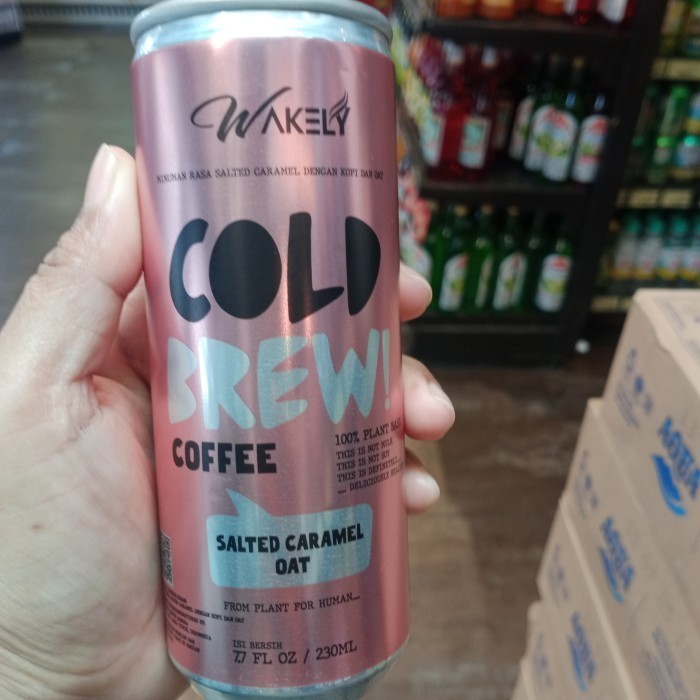 WAKELY
MINUMAN RASA SALTED CARAMEL DENGAN KOPI DAN OAT
COLD
BREW!
COFFEE
100% PLANT
THIS IS NOT MILK
THIS IS NOT SOY
THIS IS DEFINITELY...
... DELICIOUSLY
SALTED CARAMEL
OAT
FROM PLANT FOR HUMAN...
ISI BERSIH
7.7 FL OZ / 230ML
AQUA
AQUA